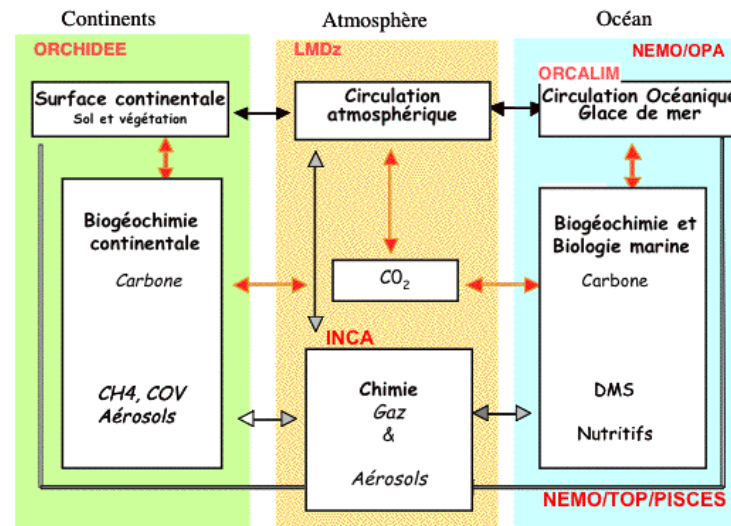 Continents
Atmosphère
Océan
ORCHIDEE
LMDz
NEMO/OPA
ORCALIM
Surface continentale
Sol et végétation
Circulation
atmosphérique
Circulation Océanique
Glace de mer
Biogéochimie
continentale
Carbone
CH4, COV
Aérosols
CO₂
INCA
Chimie
Gaz
&
Aérosols
Biogéochimie et
Biologie marine
Carbone
DMS
Nutritifs
NEMO/TOP/PISCES